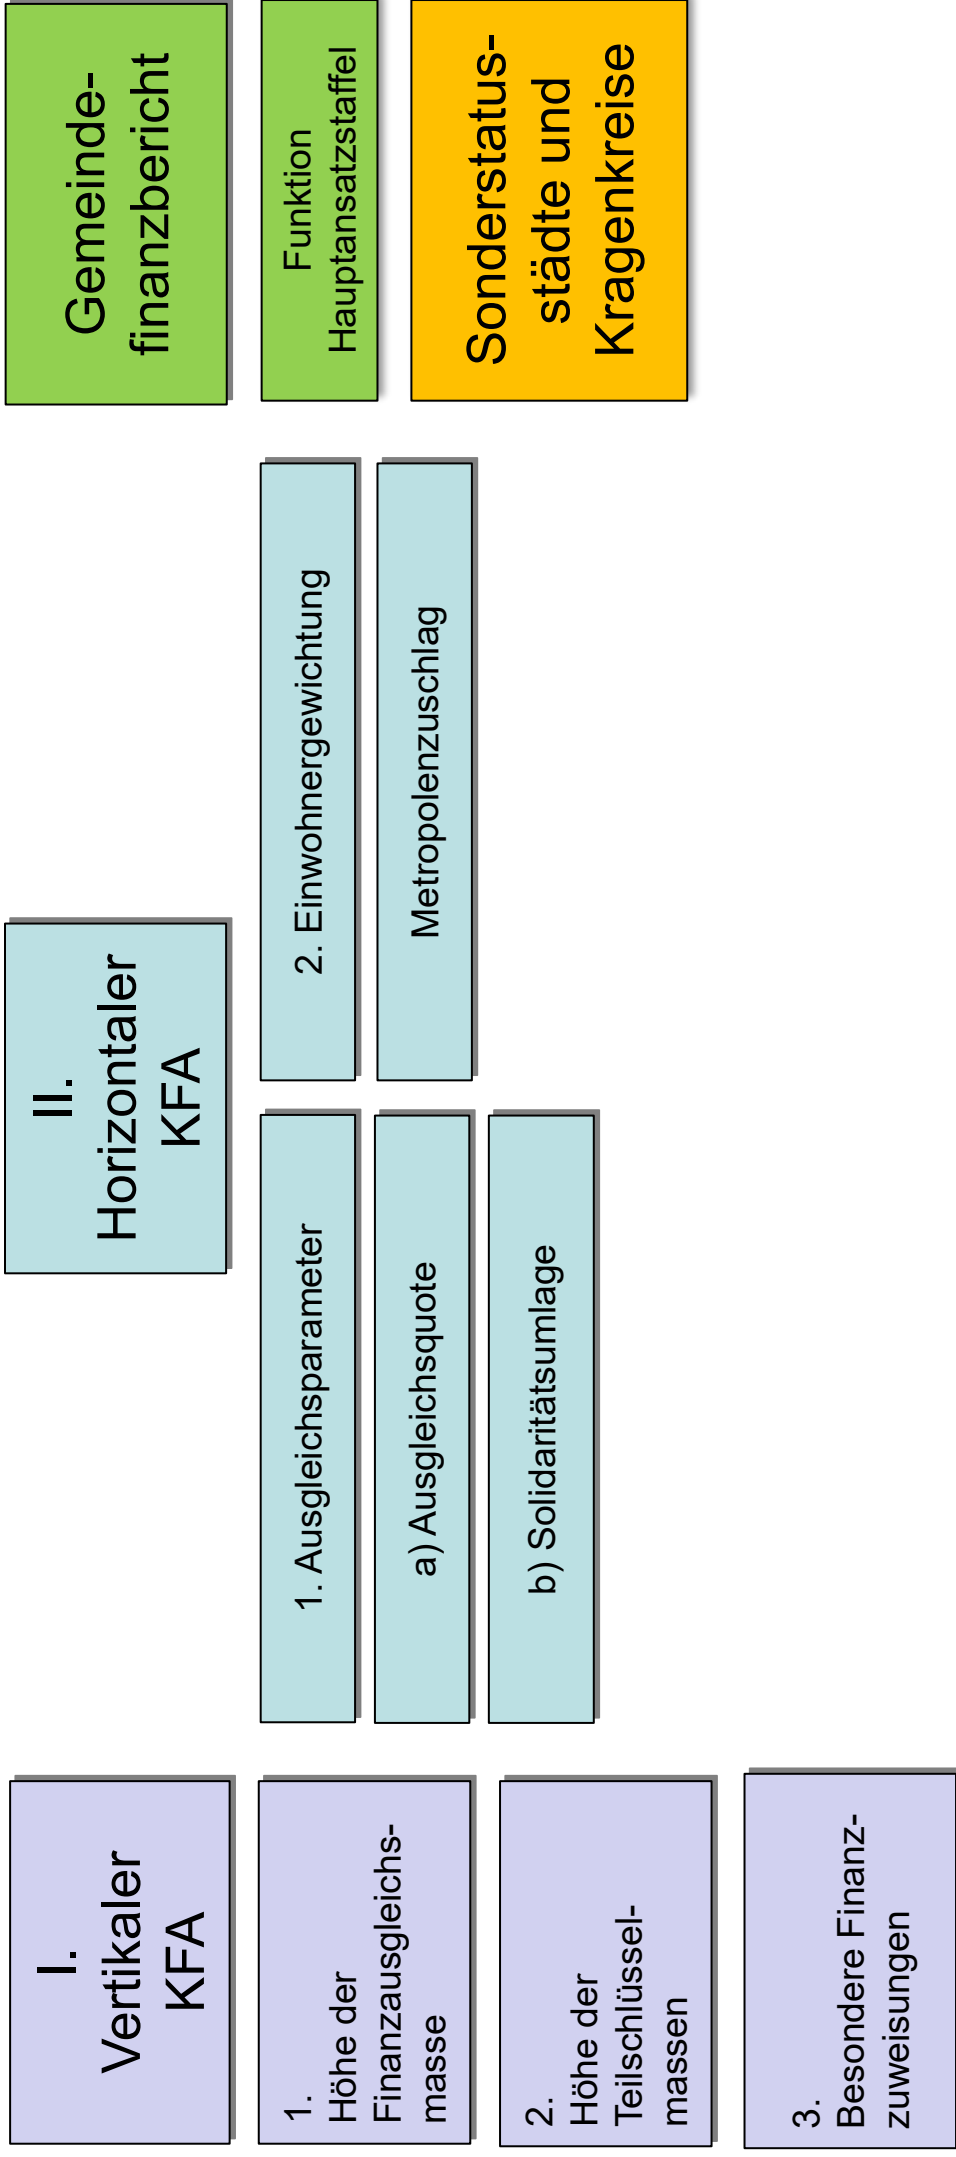 I.
Vertikaler
KFA
1.
Höhe der
Finanzausgleichs-
masse
2.
Höhe der
Teilschlüssel-
massen
3.
Besondere Finanz-
zuweisungen
II.
Horizontaler
KFA
1. Ausgleichsparameter
a) Ausgleichsquote
b) Solidaritätsumlage
2. Einwohnergewichtung
Metropolenzuschlag
Gemeinde-
finanzbericht
Funktion
Hauptansatzstaffel
Sonderstatus-
städte und
Kragenkreise